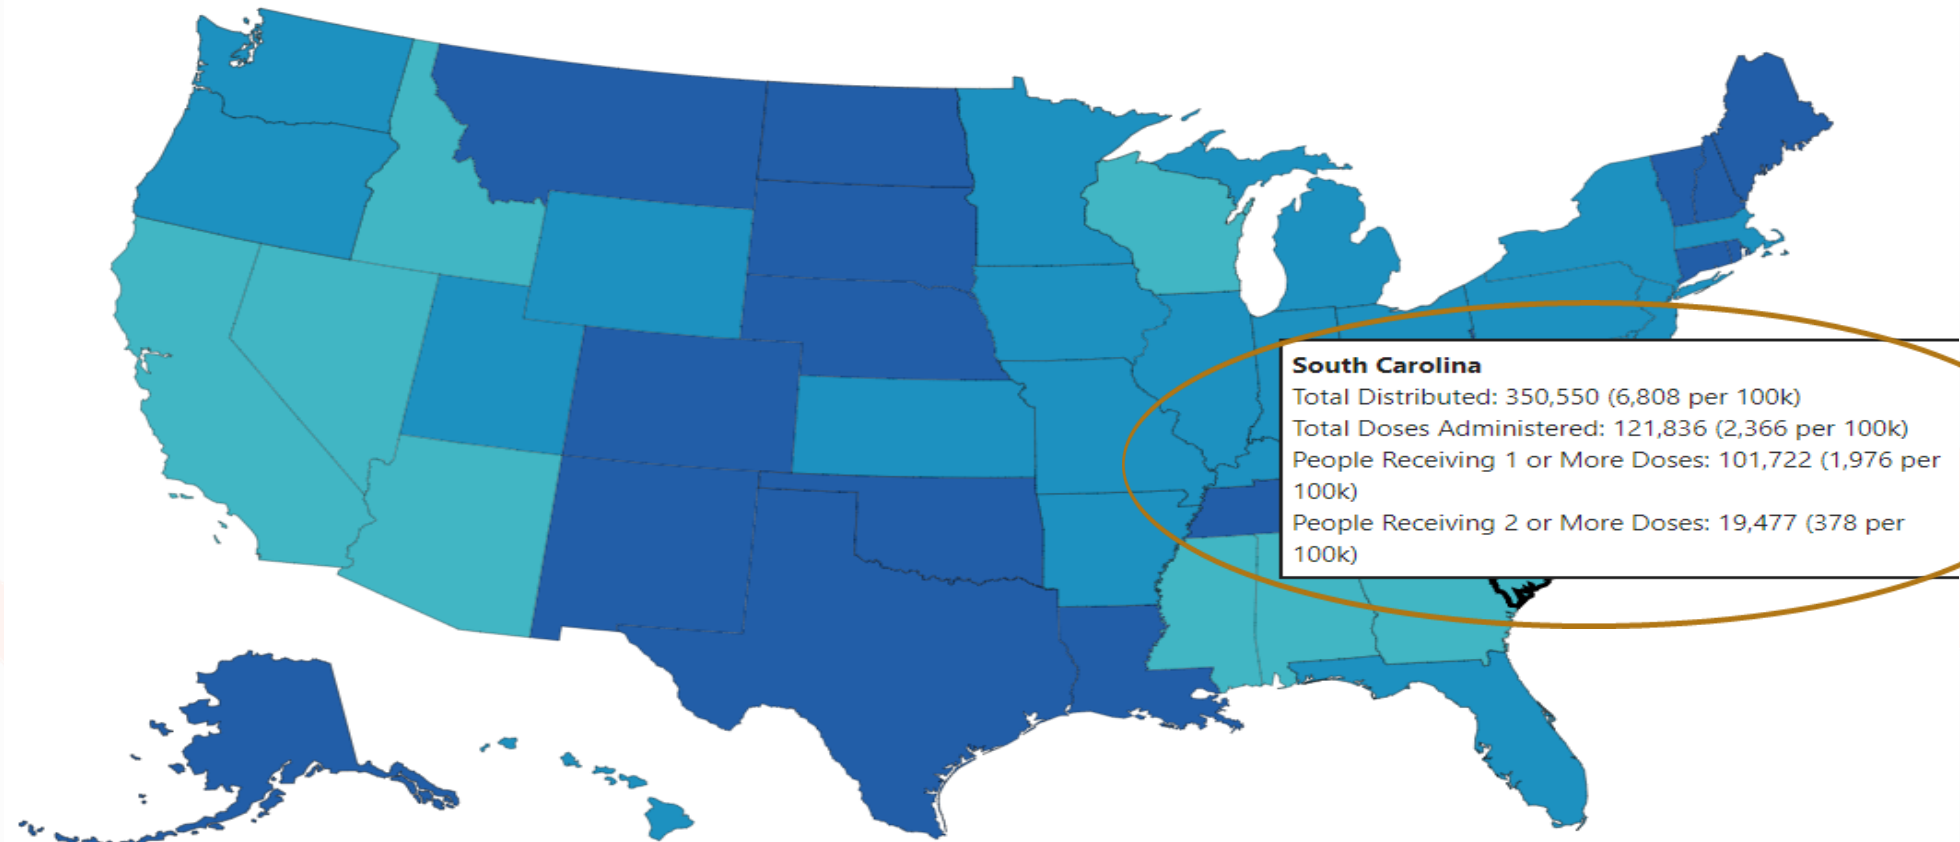 South Carolina
Total Distributed: 350,550 (6,808 per 100k)
Total Doses Administered: 121,836 (2,366 per 100k)
People Receiving 1 or More Doses: 101,722 (1,976 per
100k)
People Receiving 2 or More Doses: 19,477 (378 per
100k)